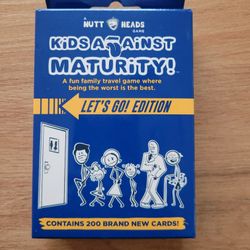 A
NUTT HEADS
GAME
KiDS AGAiNST
MATURiTY!
A fun family travel game where
being the worst is the best.
LET'S GO! EDITION
CONTAINS 200 BRAND NEW CARDS!